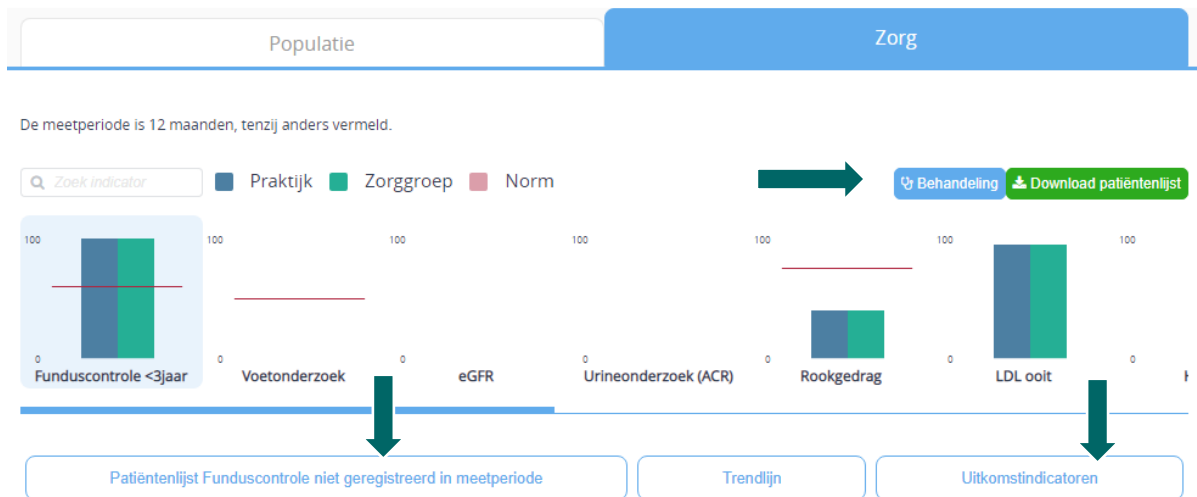 Populatie
Zorg
De meetperiode is 12 maanden, tenzij anders vermeld.
Zoek indicator
Praktijk Zorggroep Norm
Behandeling Download patiëntenlijst
100 100 100 100 100 100 100
0 0 0 0 0 0 0
Funduscontrole <3jaar Voetonderzoek eGFR Urineonderzoek (ACR) Rookgedrag LDL ooit
Patiëntenlijst Funduscontrole niet geregistreerd in meetperiode Trendlijn Uitkomstindicatoren